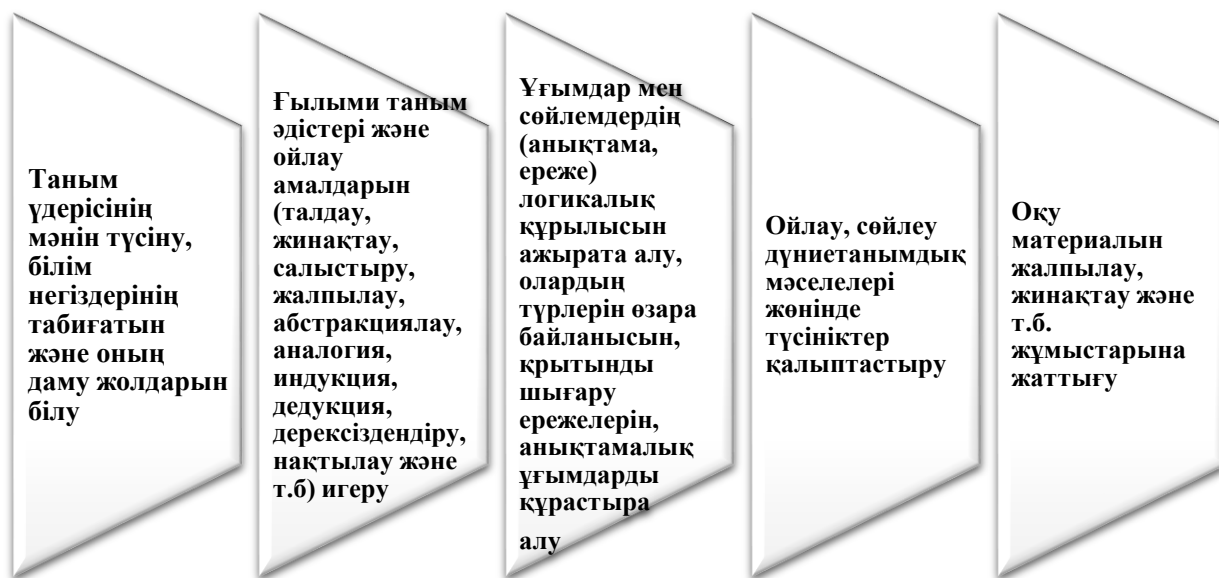 Таным
үдерісінің
мәнін түсіну,
білім
негіздерінің
табиғатын
және оның
даму жолдарын
білу
Ғылыми таным
әдістері және
ойлау
амалдарын
(талдау,
жинақтау,
салыстыру,
жалпылау,
абстракциялау,
аналогия,
индукция,
дедукция,
дерексіздендіру,
нақтылау және
т.б) игеру
Ұғымдар мен
сөйлемдердің
(анықтама,
ереже)
логикалық
құрылысын
ажырата алу,
олардың
түрлерін өзара
байланысын,
қрытынды
шығару
ережелерін,
анықтамалық
ұғымдарды
құрастыра
алу
Ойлау, сөйлеу
дүниетанымдық
мәселелері
жөнінде
түсініктер
қалыптастыру
Оқу
материалын
жалпылау,
жинақтау және
т.б.
жұмыстарына
жаттығу